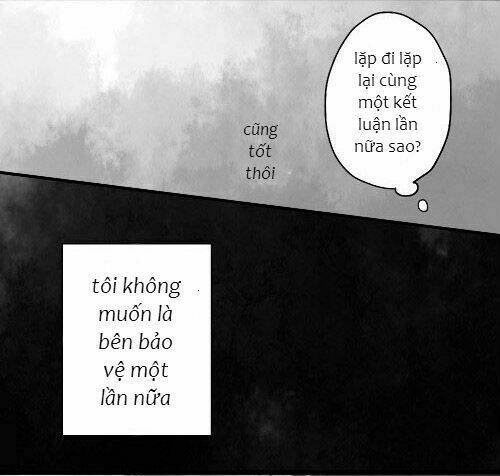 lặp đi lặp
lại cùng
một kết
luận lần
nữa sao?
cũng
tốt
thôi
tôi không
muốn là
bên bảo
vệ một
lần nữa